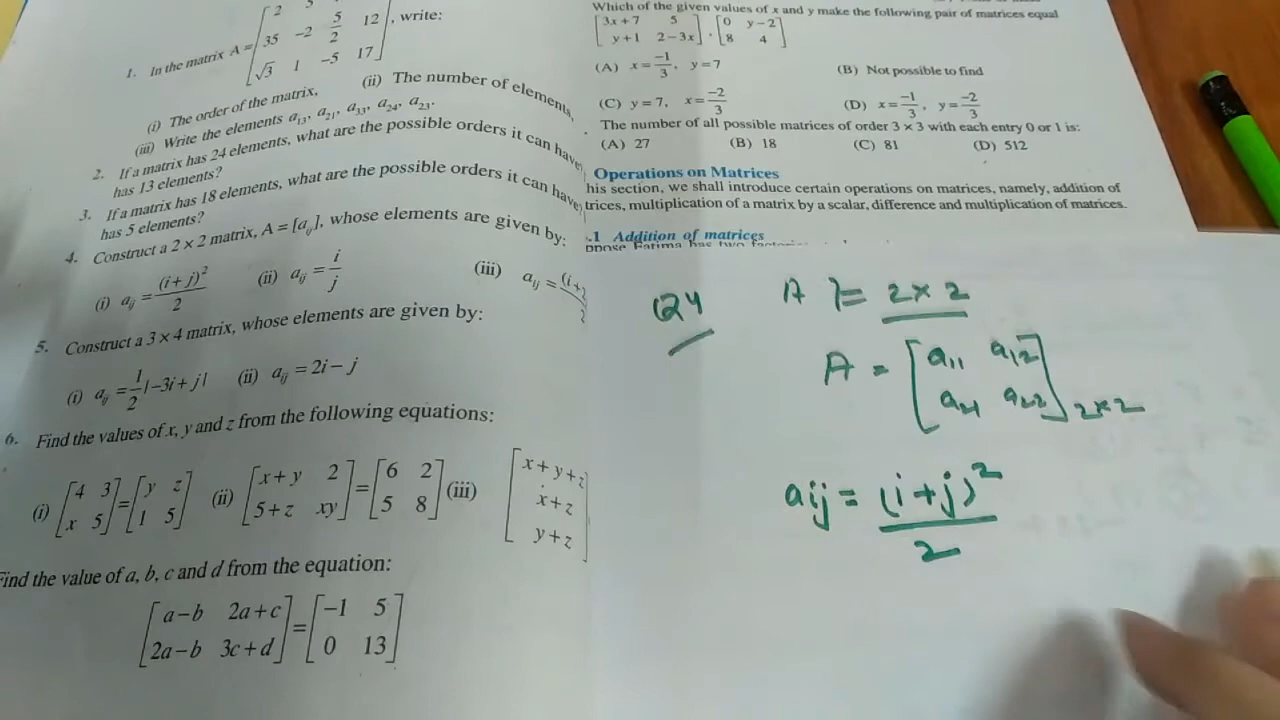 1. In the matrix A = [2 5
35 -2 5/2 12
√3 1 -5 17], write:
(i) The order of the matrix, (ii) The number of elements,
(iii) Write the elements a13, a21, a33, a24, a23.
2. If a matrix has 24 elements, what are the possible orders it can have
has 13 elements?
3. If a matrix has 18 elements, what are the possible orders it can have,
has 5 elements?
4. Construct a 2 × 2 matrix, A = [aij], whose elements are given by:
(i) aij = (i + j)²/2 (ii) aij = i/j (iii) aij = (i +
5. Construct a 3 × 4 matrix, whose elements are given by:
(i) aij = 1/2 |-3i + j| (ii) aij = 2i - j
6. Find the values of x, y and z from the following equations:
(i) [4 3; x 5] = [y z; 1 5] (ii) [x + y 2; 5 + z xy] = [6 2; 5 8] (iii) [x + y + z; x + z; y + z]
Find the value of a, b, c and d from the equation:
[a - b 2a + c; 2a - b 3c + d] = [-1 5; 0 13]
Which of the given values of x and y make the following pair of matrices equal
[3x + 7 5; y + 1 2 - 3x] , [0 y - 2; 8 4]
(A) x = -1/3, y = 7 (B) Not possible to find
(C) y = 7, x = -2/3 (D) x = -1/3, y = -2/3
The number of all possible matrices of order 3 × 3 with each entry 0 or 1 is:
(A) 27 (B) 18 (C) 81 (D) 512
Operations on Matrices
his section, we shall introduce certain operations on matrices, namely, addition of
trices, multiplication of a matrix by a scalar, difference and multiplication of matrices.
.1 Addition of matrices
ppose Fatima has two
Q4 A = 2×2
A = [a11 a12; a21 a22] 2×2
aij = (i+j)²/2